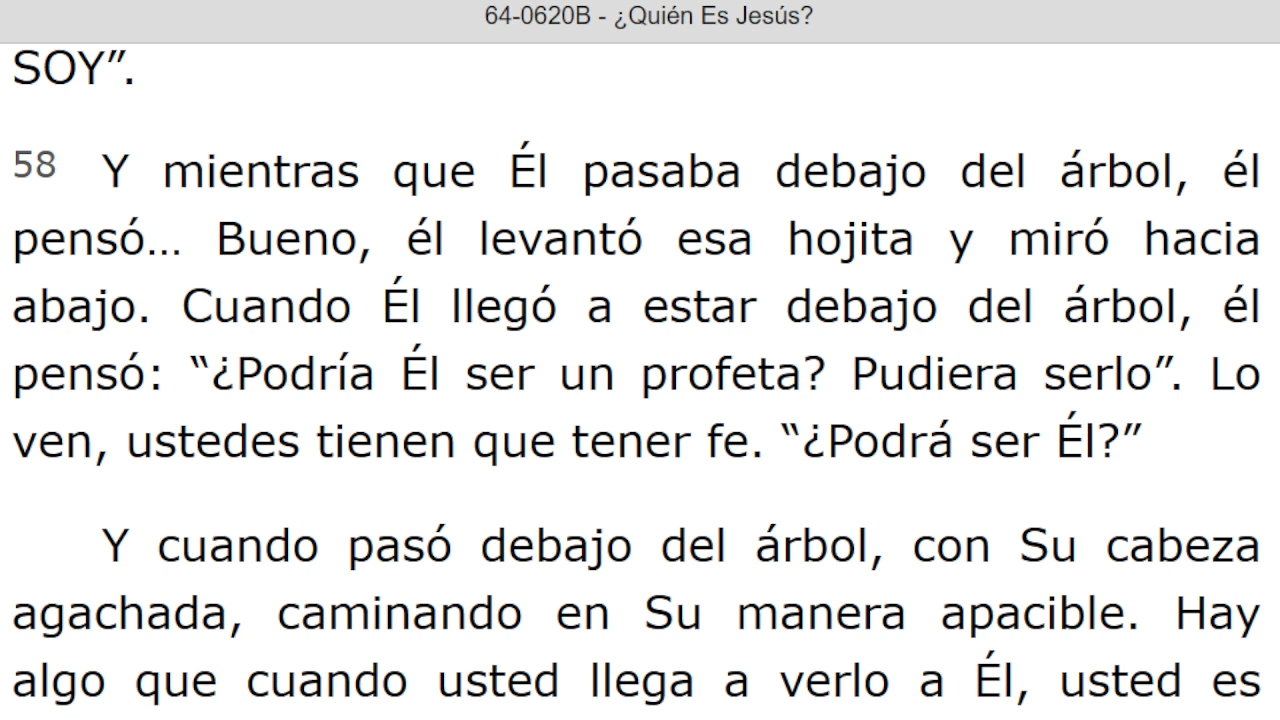 64-0620B - ¿Quién Es Jesús?
SOY”.
58 Y mientras que Él pasaba debajo del árbol, él
pensó... Bueno, él levantó esa hojita y miró hacia
abajo. Cuando Él llegó a estar debajo del árbol, él
pensó: “¿Podría Él ser un profeta? Pudiera serlo”. Lo
ven, ustedes tienen que tener fe. “¿Podrá ser Él?”
Y cuando pasó debajo del árbol, con Su cabeza
agachada, caminando en Su manera apacible. Hay
algo que cuando usted llega a verlo a Él, usted es